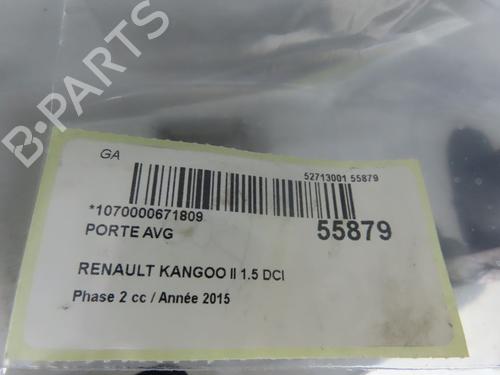 B-PARTS
GA
52713001 55879
*1070000671809
55879
PORTE AVG
RENAULT KANGOO II 1.5 DCI
Phase 2 cc / Année 2015